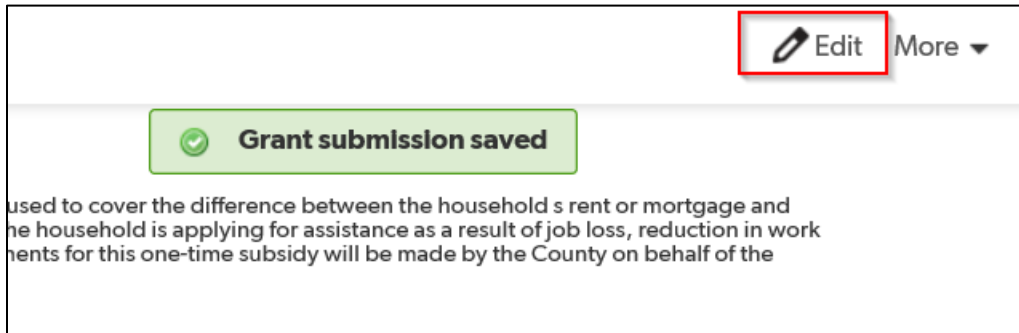 Edit More
Grant submission saved
used to cover the difference between the household s rent or mortgage and
he household is applying for assistance as a result of job loss, reduction in work
ents for this one-time subsidy will be made by the County on behalf of the